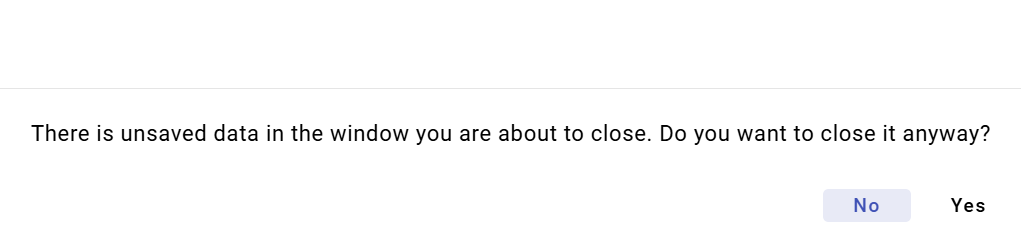 There is unsaved data in the window you are about to close. Do you want to close it anyway?
No Yes